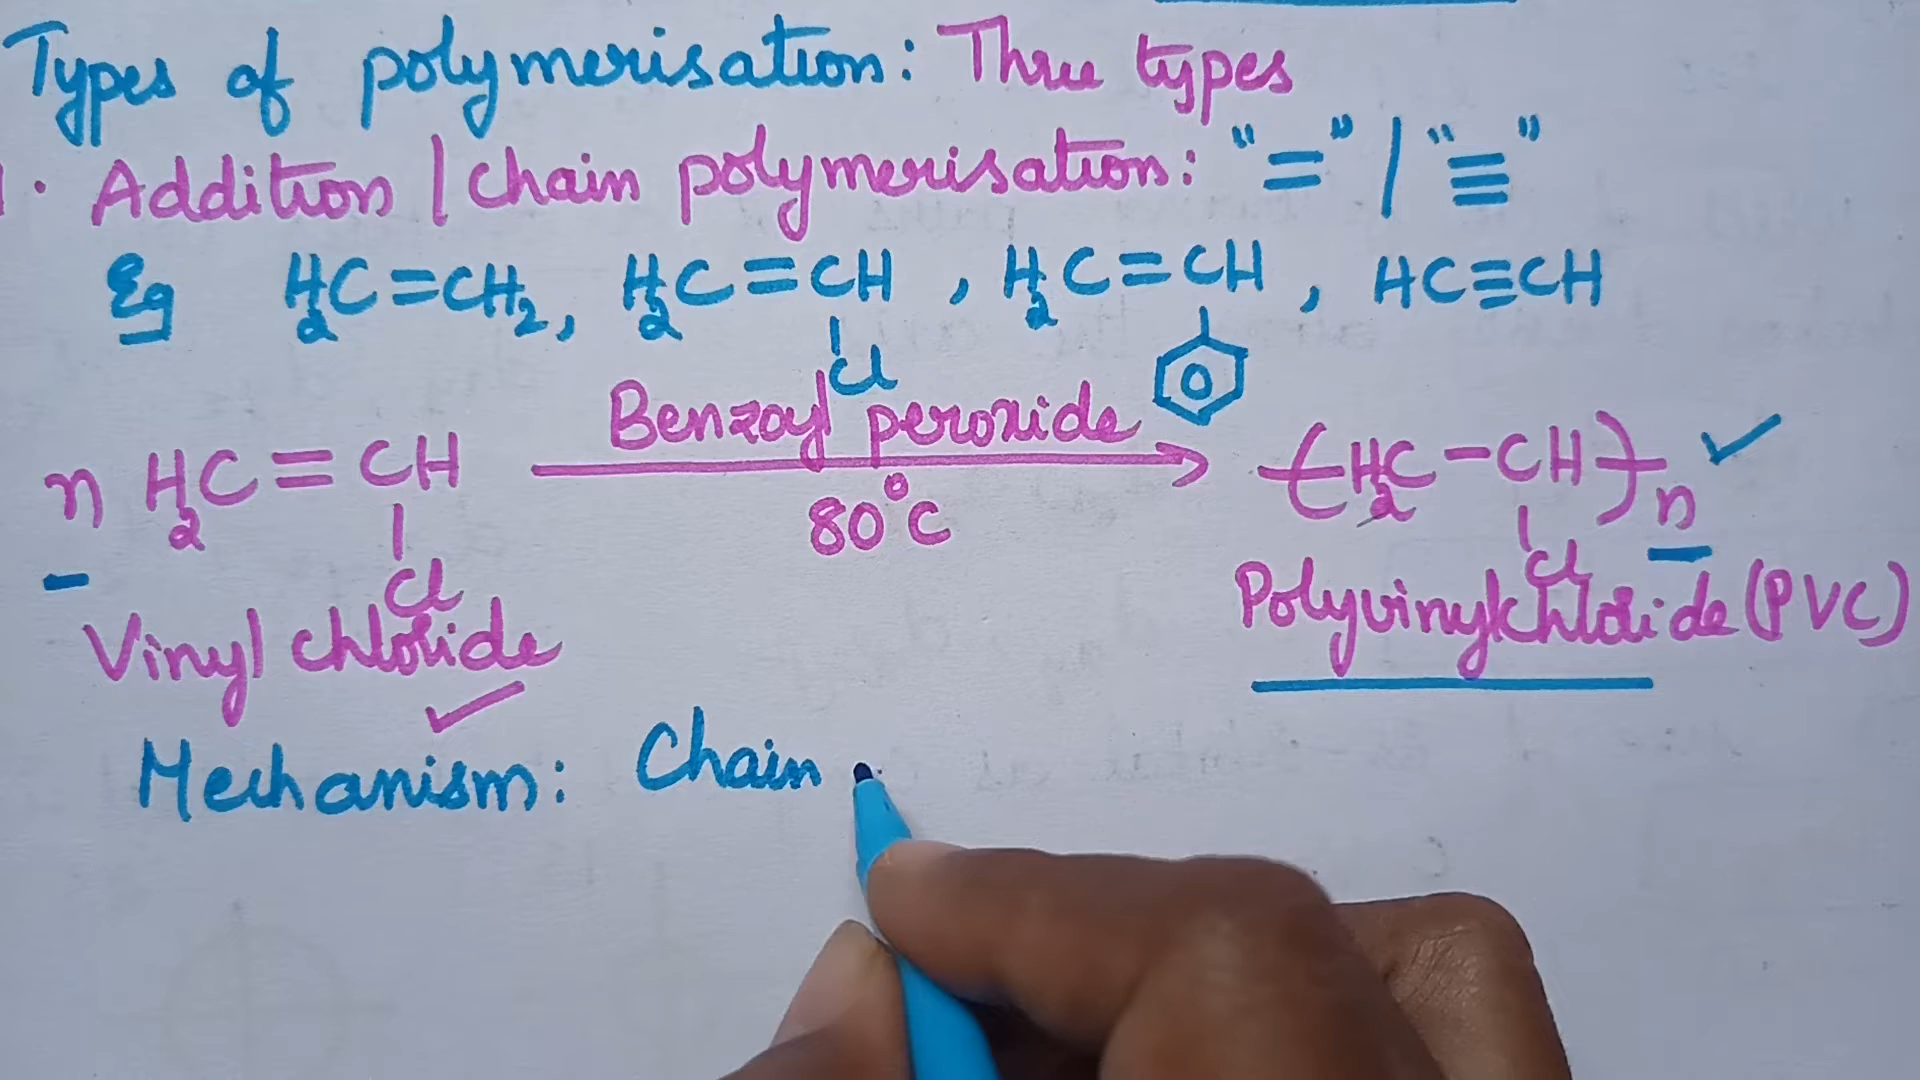 Types of polymerisation: Three types
1. Addition / chain polymerisation: "=" / "≡"
Eg H₂C=CH₂, H₂C=CH, H₂C=CH, HC≡CH
Cl
Benzoyl peroxide
n H₂C=CH
80°C
(H₂C-CH)n
Cl
Cl
Vinyl chloride
Polyvinylchloride (PVC)
Mechanism: Chain